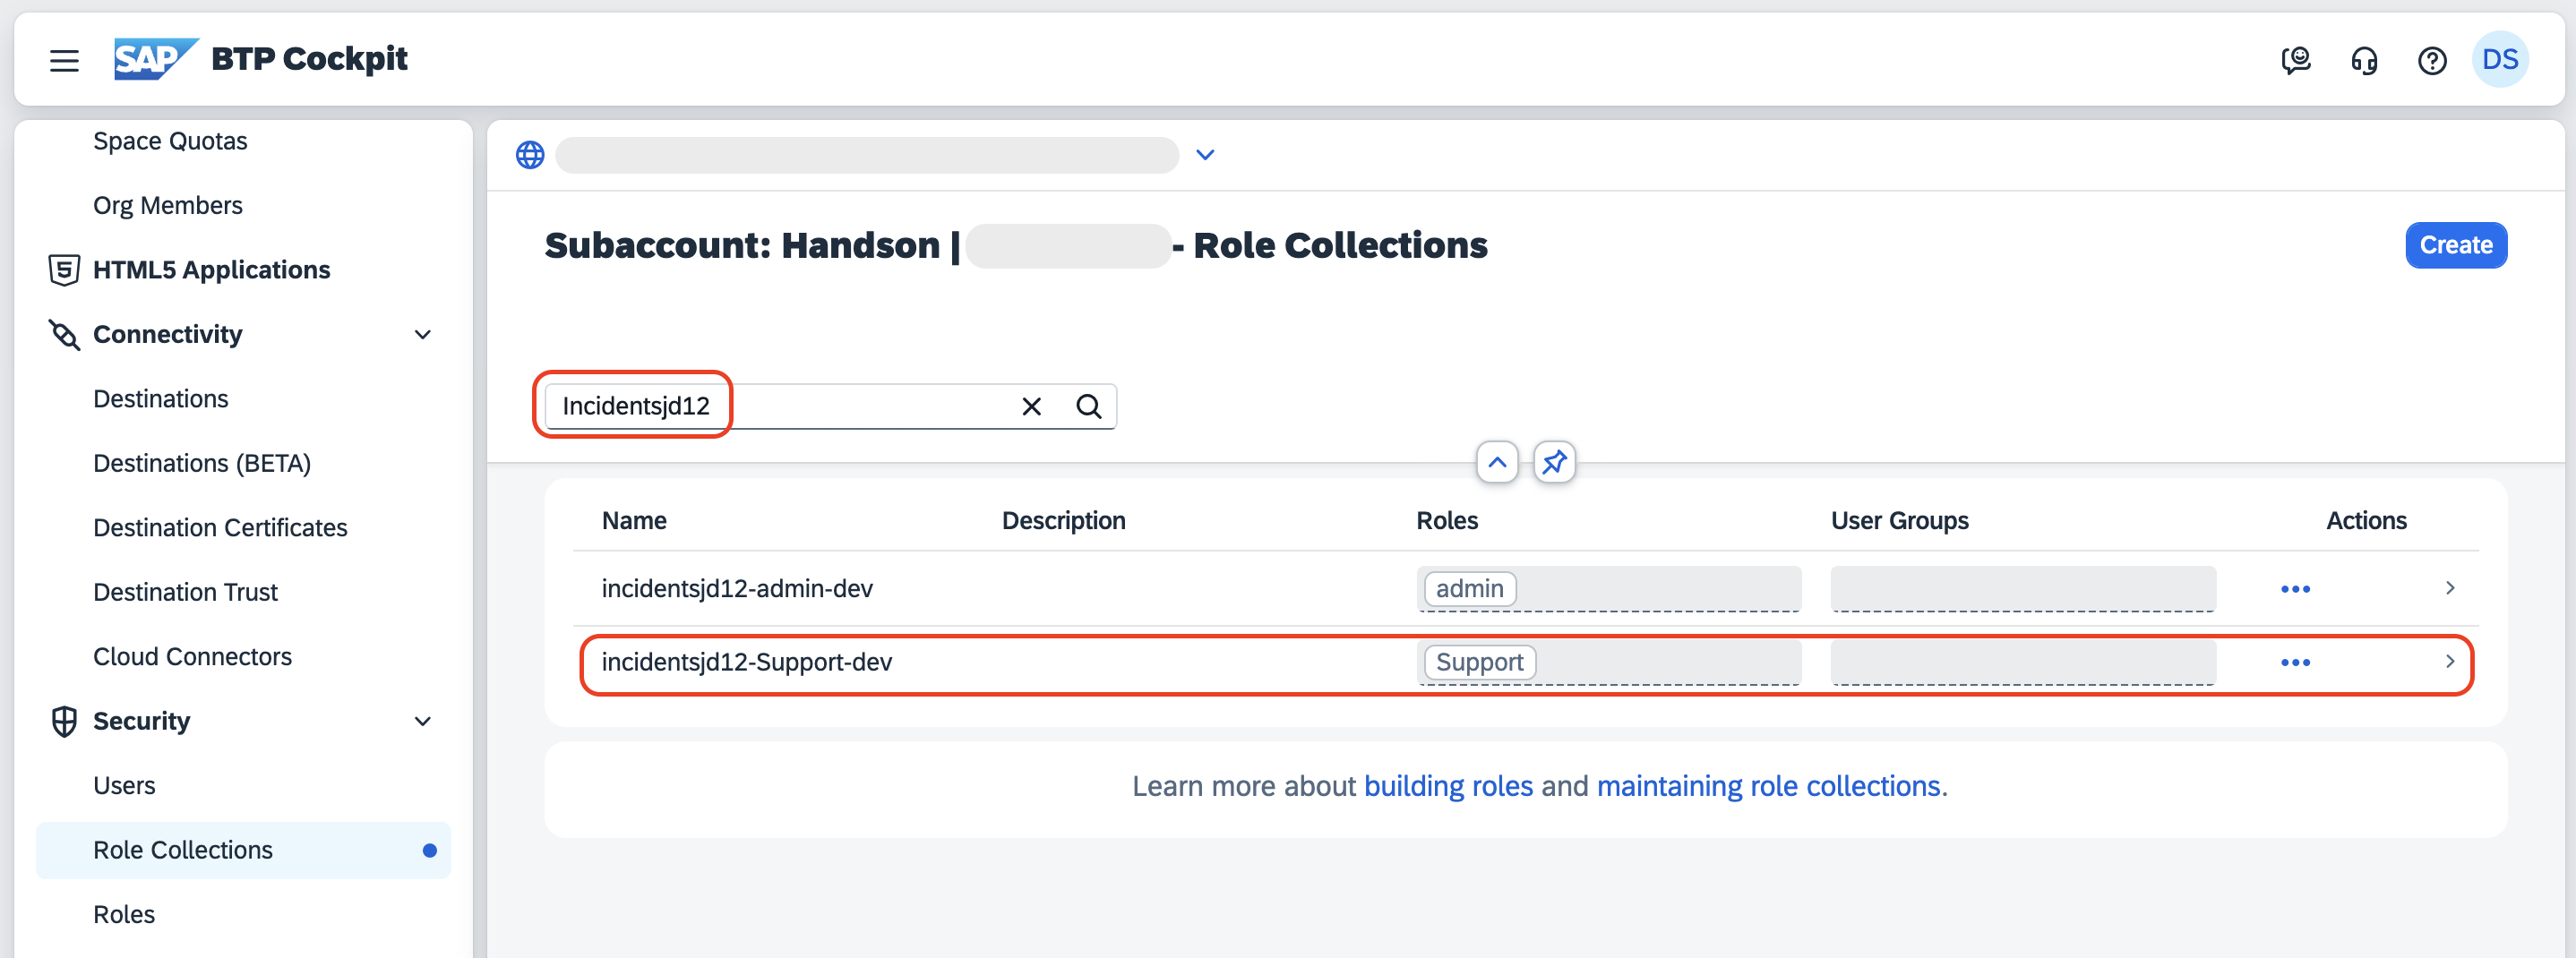 SAP BTP Cockpit
DS
Space Quotas
Org Members
HTML5 Applications
Connectivity
Destinations
Destinations (BETA)
Destination Certificates
Destination Trust
Cloud Connectors
Security
Users
Role Collections
Roles
Subaccount: Handson | - Role Collections
Create
Incidentsjd12
Name Description Roles User Groups Actions
incidentsjd12-admin-dev admin
incidentsjd12-Support-dev Support
Learn more about building roles and maintaining role collections.